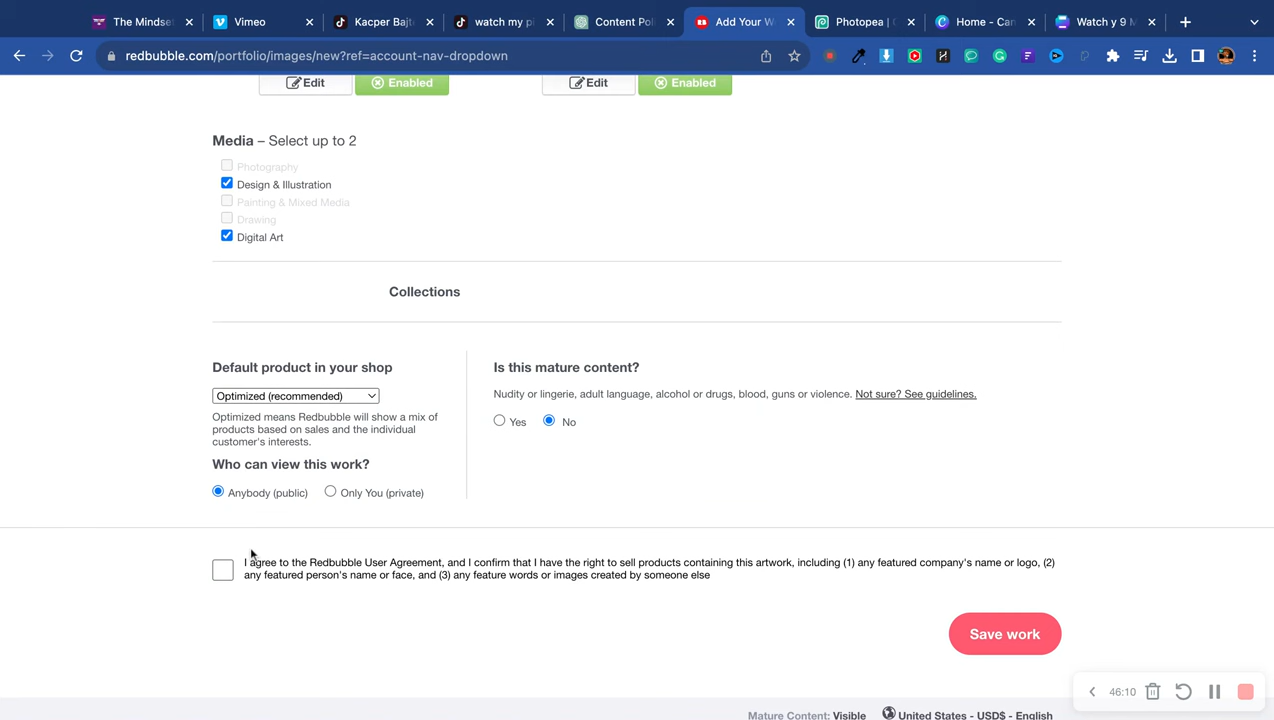 The Mindset
Vimeo
Kacper Bajt
watch my pi
Content Poli
Add Your W
Photopea | C
Home - Can
Watch y 9 M
redbubble.com/portfolio/images/new?ref=account-nav-dropdown
Edit
Enabled
Edit
Enabled
Media – Select up to 2
Photography
Design & Illustration
Painting & Mixed Media
Drawing
Digital Art
Collections
Default product in your shop
Optimized (recommended)
Optimized means Redbubble will show a mix of
products based on sales and the individual
customer's interests.
Who can view this work?
Anybody (public)
Only You (private)
Is this mature content?
Nudity or lingerie, adult language, alcohol or drugs, blood, guns or violence. Not sure? See guidelines.
Yes
No
I agree to the Redbubble User Agreement, and I confirm that I have the right to sell products containing this artwork, including (1) any featured company's name or logo, (2)
any featured person's name or face, and (3) any feature words or images created by someone else
Save work
46:10
Mature Content: Visible
United States - USD$ - English